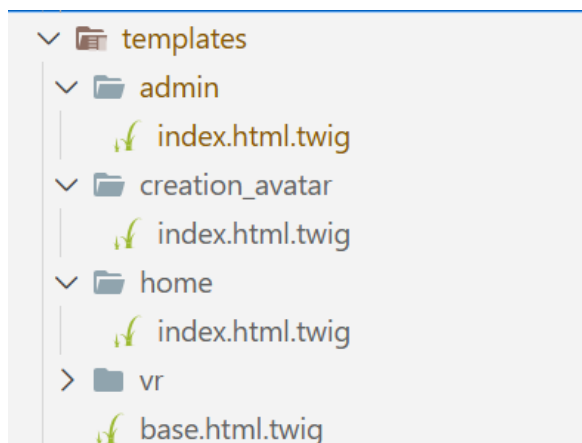 templates
admin
index.html.twig
creation_avatar
index.html.twig
home
index.html.twig
vr
base.html.twig